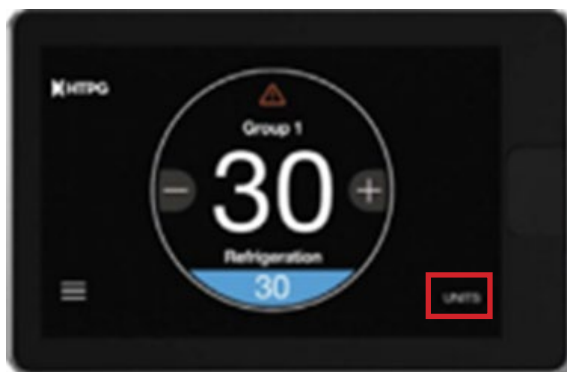 HTPG
Group 1
− 30 +
Refrigeration
30
UNITS